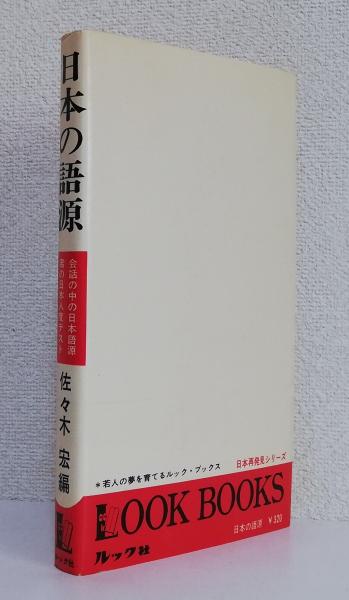 日本の語源
会話の中の日本語源
君の日本人度テスト
佐々木 宏編
ルック社
日本再発見シリーズ
*若人の夢を育てるルック・ブックス
LOOK BOOKS
日本の語源 ¥320